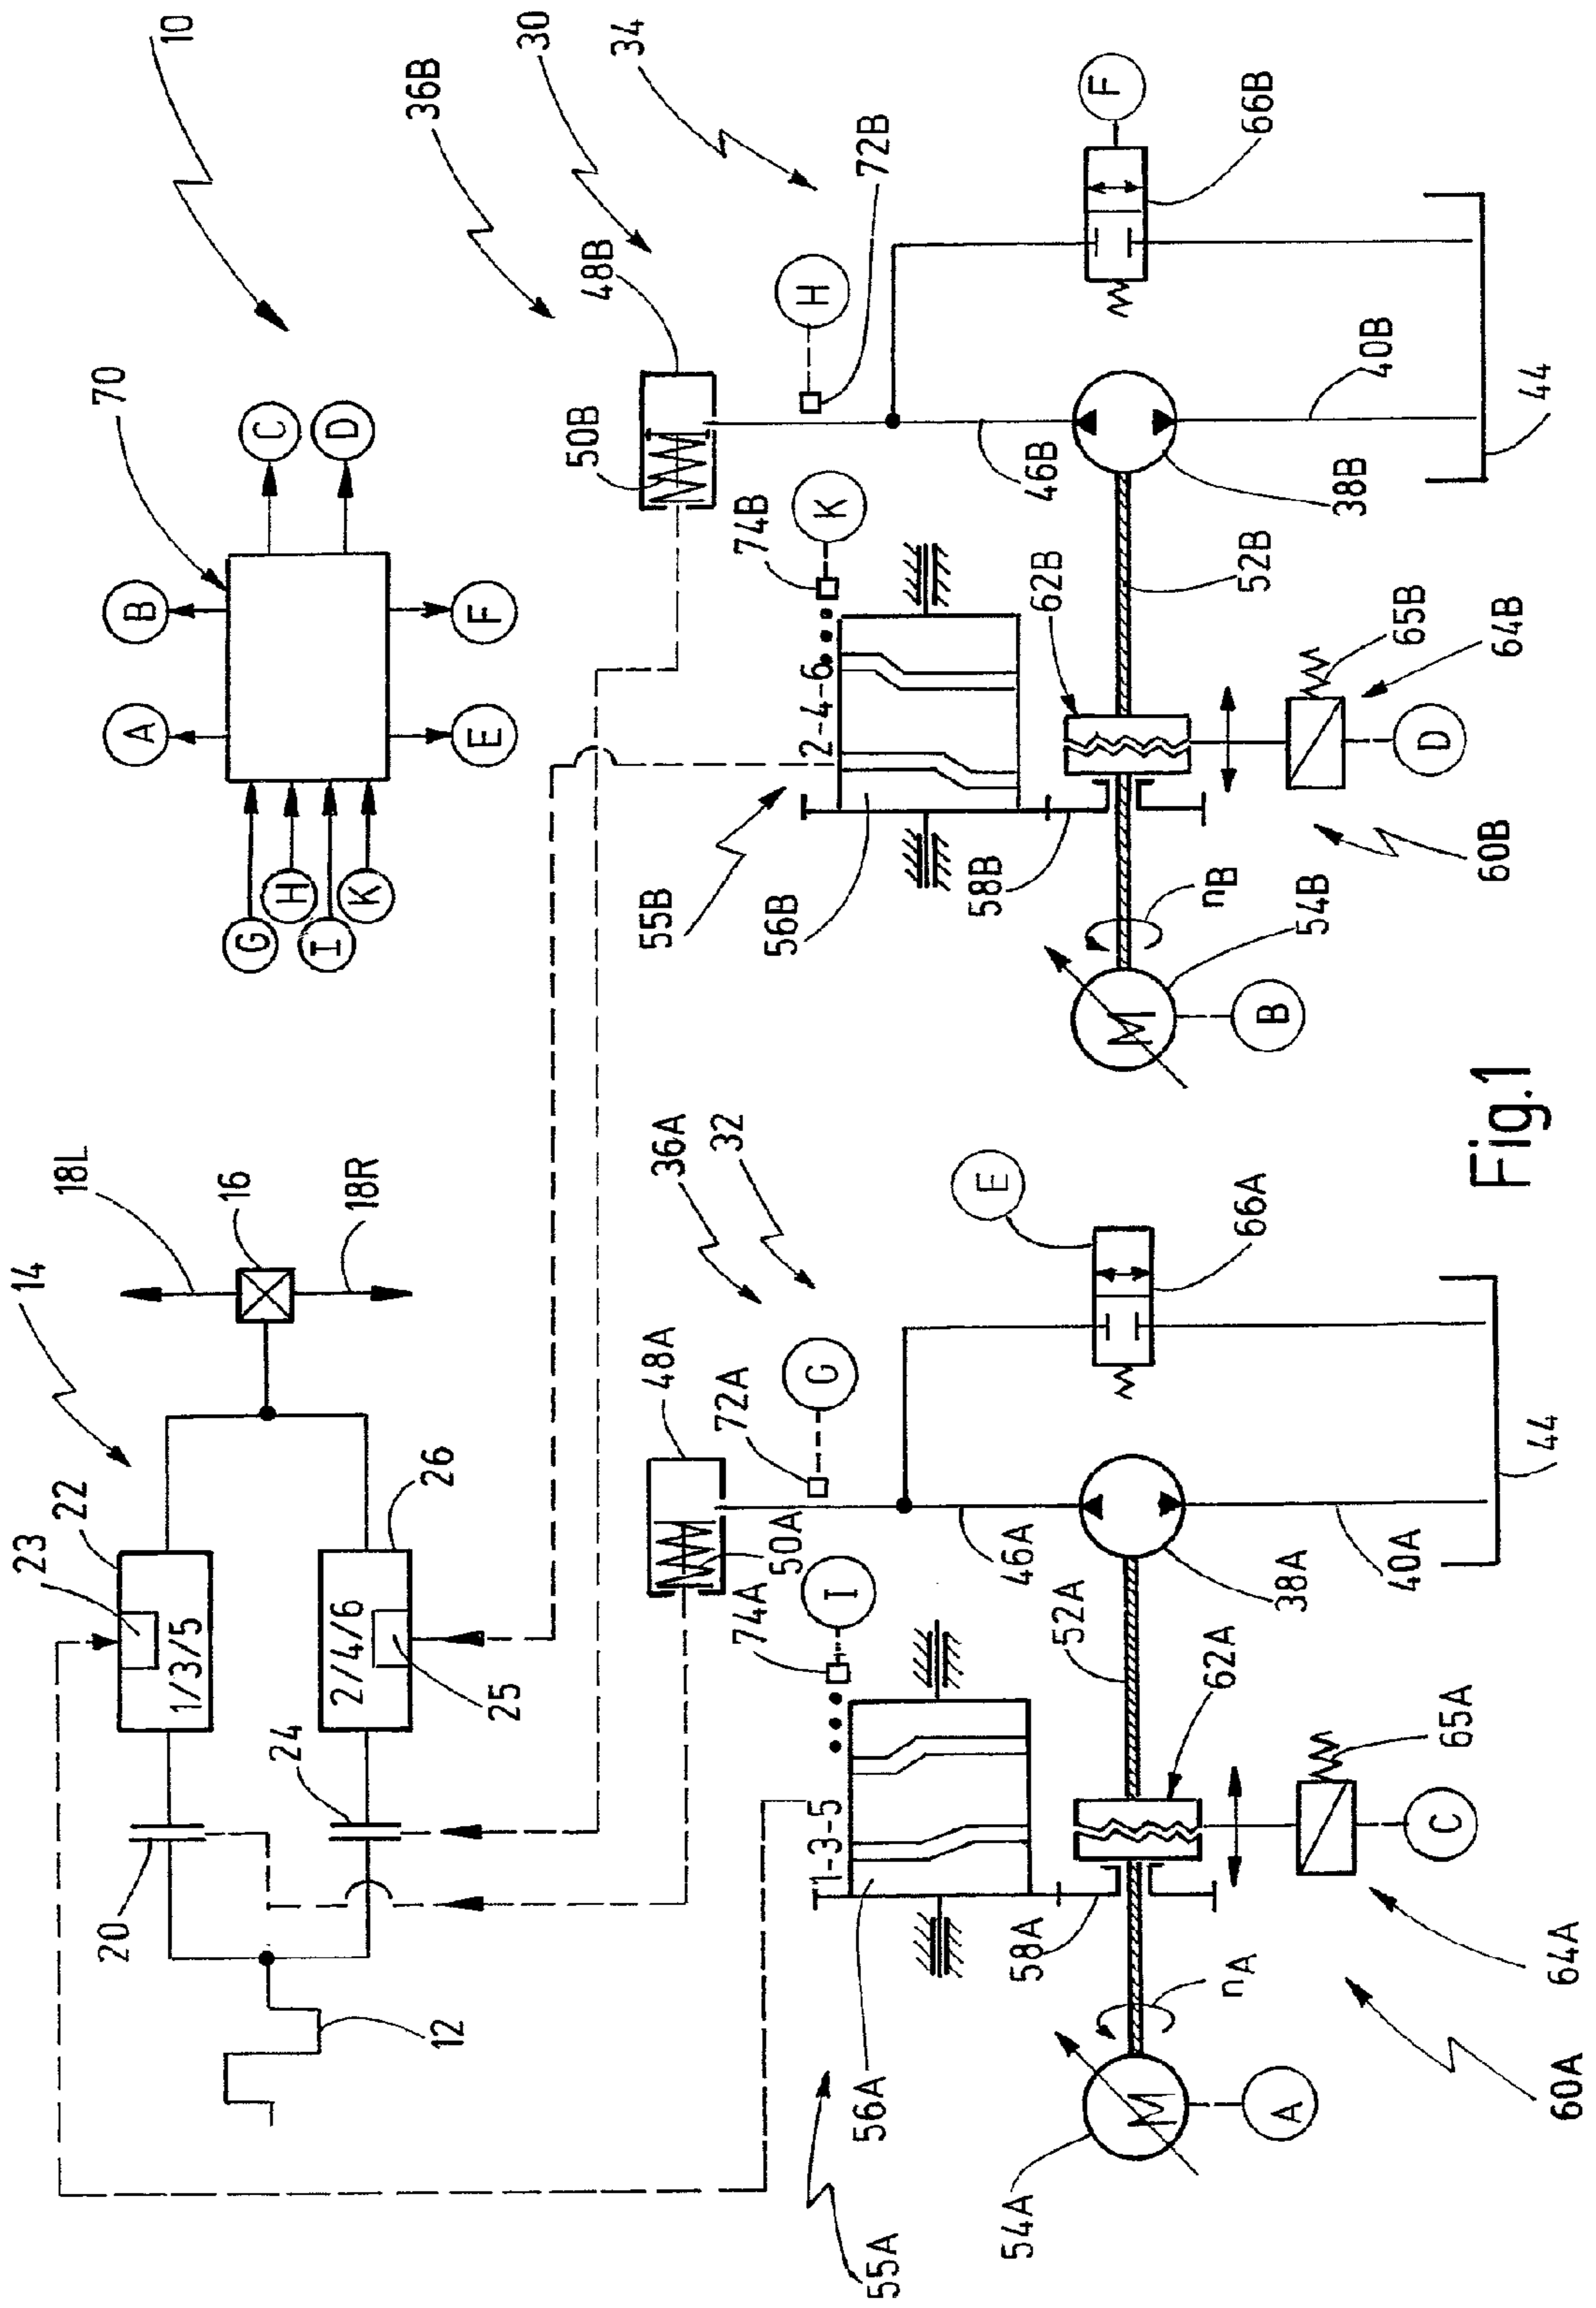 10
14
18L
16
18R
23
22
1/3/5
2/4/6
26
25
24
20
12
70
A
B
C
D
E
F
G
H
I
K
36B
30
34
48B
50B
H
72B
F
66B
74B
K
46B
40B
44
38B
52B
62B
2-4-6
55B
56B
58B
nB
54B
M
B
65B
64B
D
60B
36A
32
48A
50A
72A
G
E
66A
74A
I
46A
40A
44
38A
52A
62A
1-3-5
55A
56A
58A
nA
54A
M
A
65A
64A
C
60A
Fig.1